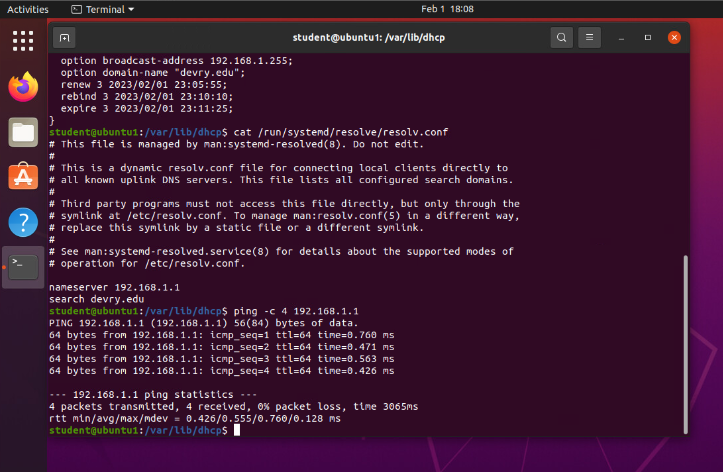 Activities
Terminal
Feb 1 18:08
student@ubuntu1: /var/lib/dhcp
option broadcast-address 192.168.1.255;
option domain-name "devry.edu";
renew 3 2023/02/01 23:05:55;
rebind 3 2023/02/01 23:10:10;
expire 3 2023/02/01 23:11:25;
}
student@ubuntu1:/var/lib/dhcp$ cat /run/systemd/resolve/resolv.conf
# This file is managed by man:systemd-resolved(8). Do not edit.
#
# This is a dynamic resolv.conf file for connecting local clients directly to
# all known uplink DNS servers. This file lists all configured search domains.
#
# Third party programs must not access this file directly, but only through the
# symlink at /etc/resolv.conf. To manage man:resolv.conf(5) in a different way,
# replace this symlink by a static file or a different symlink.
#
# See man:systemd-resolved.service(8) for details about the supported modes of
# operation for /etc/resolv.conf.

nameserver 192.168.1.1
search devry.edu
student@ubuntu1:/var/lib/dhcp$ ping -c 4 192.168.1.1
PING 192.168.1.1 (192.168.1.1) 56(84) bytes of data.
64 bytes from 192.168.1.1: icmp_seq=1 ttl=64 time=0.760 ms
64 bytes from 192.168.1.1: icmp_seq=2 ttl=64 time=0.471 ms
64 bytes from 192.168.1.1: icmp_seq=3 ttl=64 time=0.563 ms
64 bytes from 192.168.1.1: icmp_seq=4 ttl=64 time=0.426 ms

--- 192.168.1.1 ping statistics ---
4 packets transmitted, 4 received, 0% packet loss, time 3065ms
rtt min/avg/max/mdev = 0.426/0.555/0.760/0.128 ms
student@ubuntu1:/var/lib/dhcp$